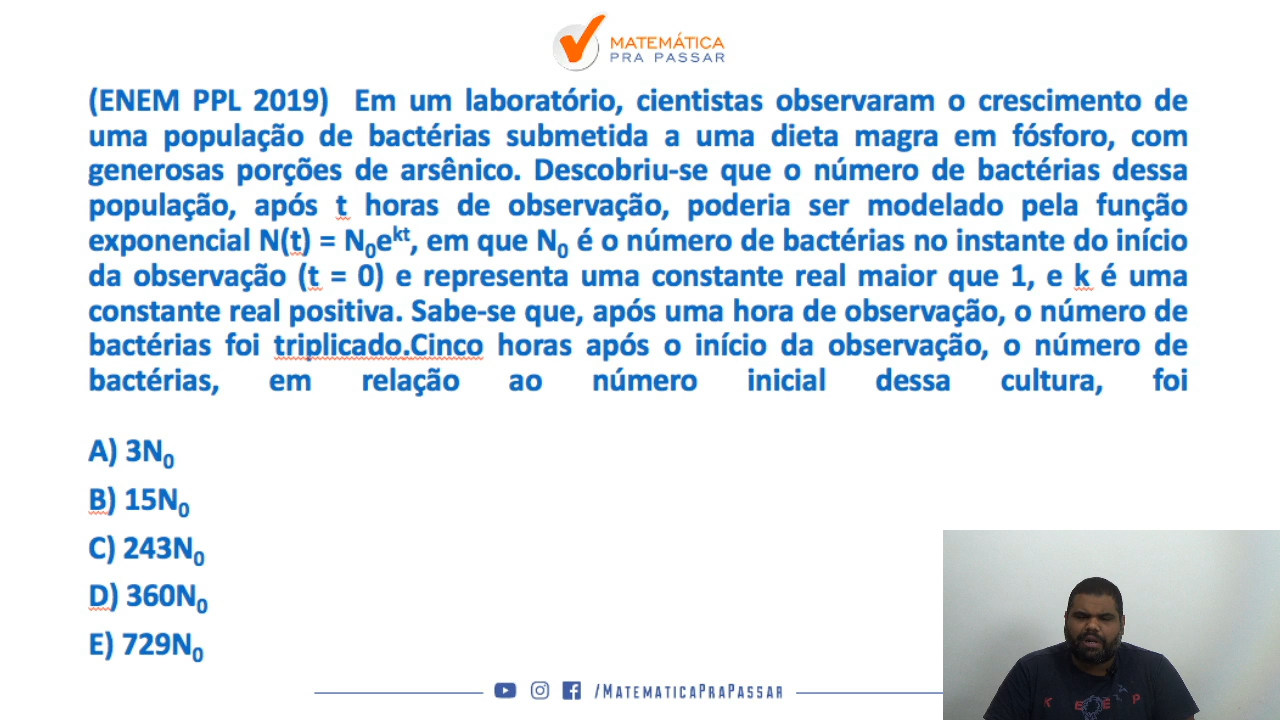 MATEMÁTICA
PRA PASSAR
(ENEM PPL 2019) Em um laboratório, cientistas observaram o crescimento de
uma população de bactérias submetida a uma dieta magra em fósforo, com
generosas porções de arsênico. Descobriu-se que o número de bactérias dessa
população, após t horas de observação, poderia ser modelado pela função
exponencial N(t) = N₀eᵏᵗ, em que N₀ é o número de bactérias no instante do início
da observação (t = 0) e representa uma constante real maior que 1, e k é uma
constante real positiva. Sabe-se que, após uma hora de observação, o número de
bactérias foi triplicado.Cinco horas após o início da observação, o número de
bactérias, em relação ao número inicial dessa cultura, foi
A) 3N₀
B) 15N₀
C) 243N₀
D) 360N₀
E) 729N₀
/MATEMATICAPRAPASSAR
K E E P